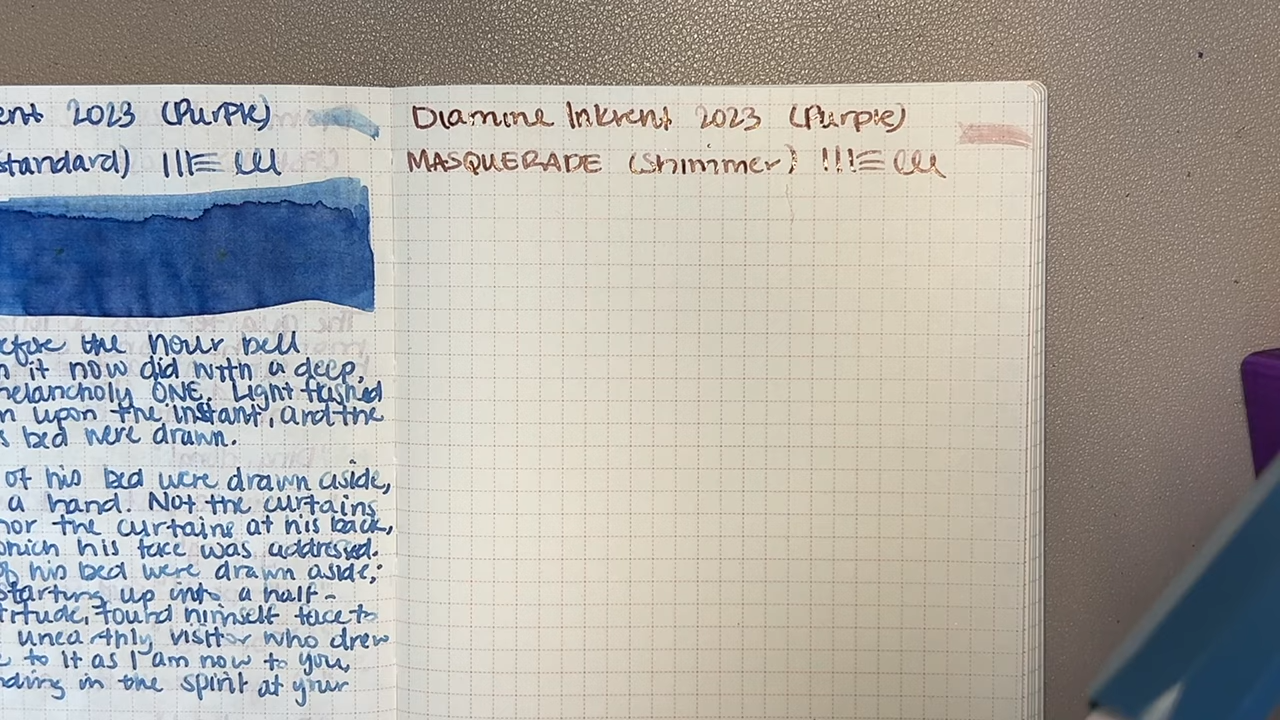 ent 2023 (Purple)
standard) |||≡ elll
efore the hour bell
n it now did with a deep,
melancholy ONE. Light flashed
n upon the instant, and the
s bed were drawn.
of his bed were drawn aside,
a hand. Not the curtains
nor the curtains at his back,
which his face was addressed.
of his bed were drawn aside;
starting up into a half-
titude, found himself face to
unearthly visitor who drew
e to it as I am now to you,
nding in the spirit at your
Diamine Inkvent 2023 (Purple)
MASQUERADE (Shimmer) |||≡ elll